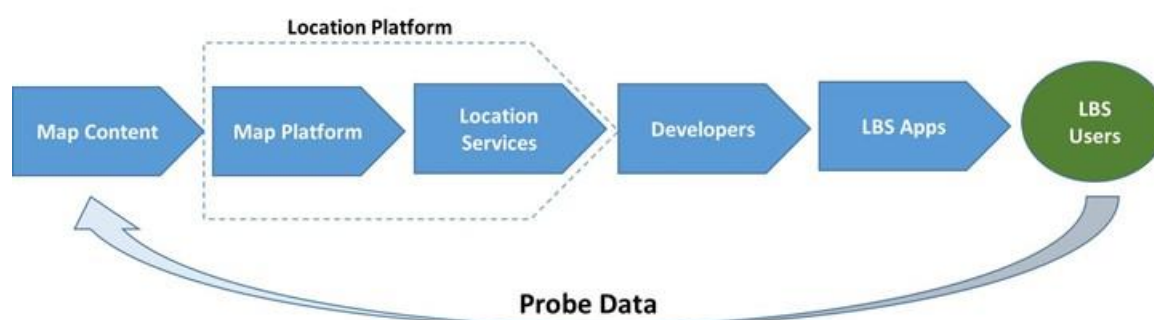 Location Platform
Map Content
Map Platform
Location
Services
Developers
LBS Apps
LBS
Users
Probe Data